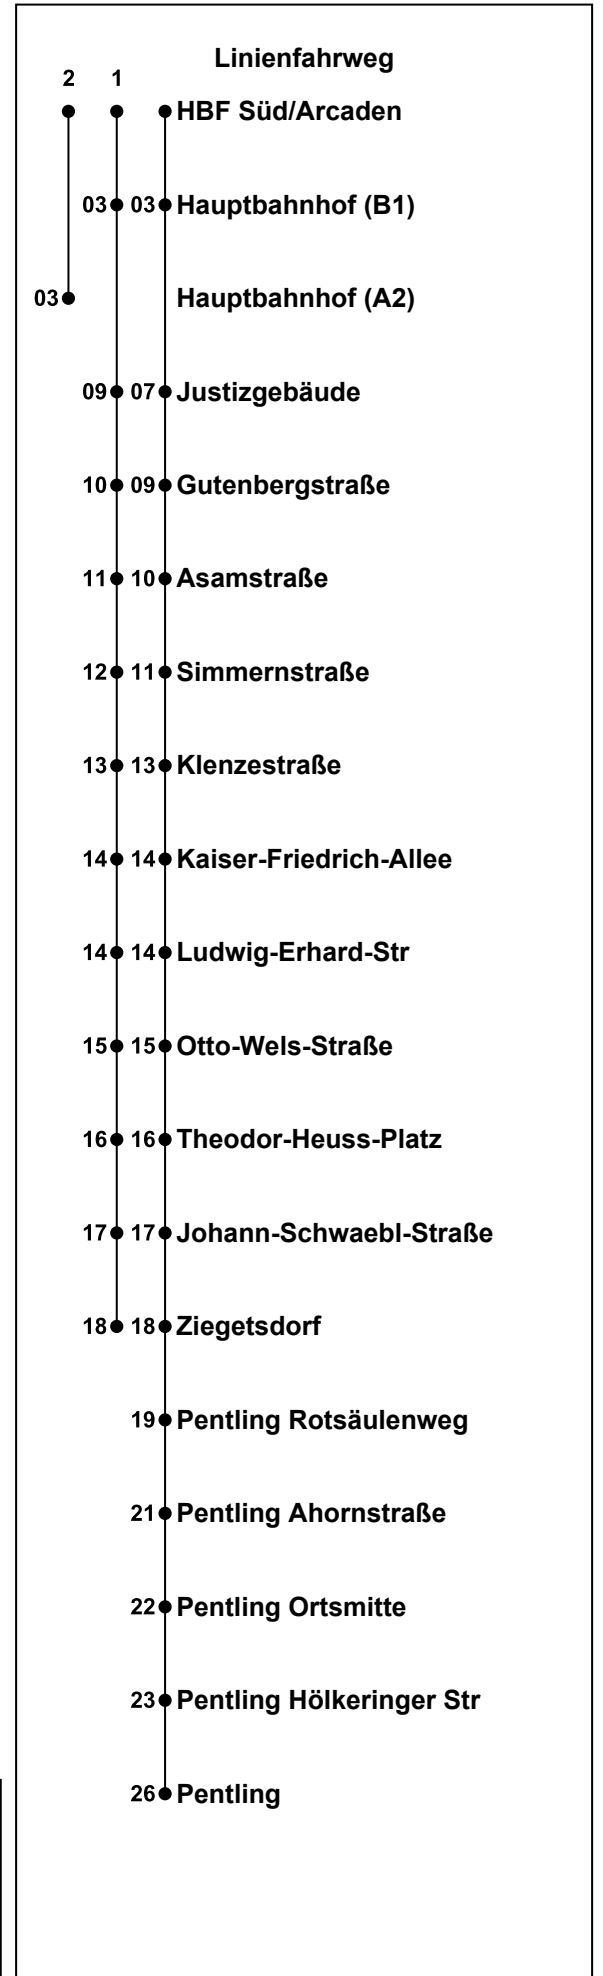 Linienfahrweg
2 1
HBF Süd/Arcaden
03 03 Hauptbahnhof (B1)
03 Hauptbahnhof (A2)
09 07 Justizgebäude
10 09 Gutenbergstraße
11 10 Asamstraße
12 11 Simmernstraße
13 13 Klenzestraße
14 14 Kaiser-Friedrich-Allee
14 14 Ludwig-Erhard-Str
15 15 Otto-Wels-Straße
16 16 Theodor-Heuss-Platz
17 17 Johann-Schwaebl-Straße
18 18 Ziegetsdorf
19 Pentling Rotsäulenweg
21 Pentling Ahornstraße
22 Pentling Ortsmitte
23 Pentling Hölkeringer Str
26 Pentling